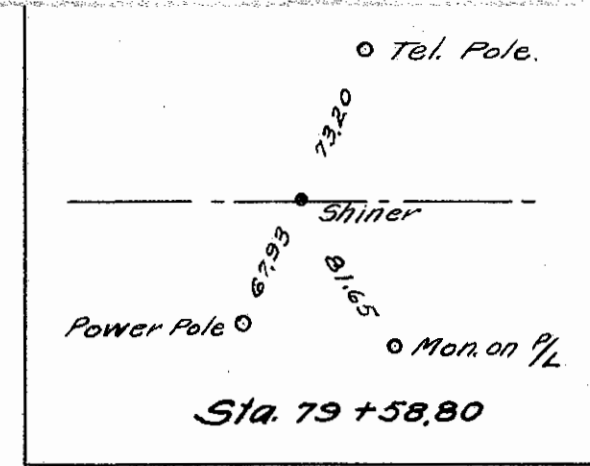 Tel. Pole.
73.20
Shiner
67.93
81.65
Power Pole
Mon. on P/L
Sta. 79 +58.80